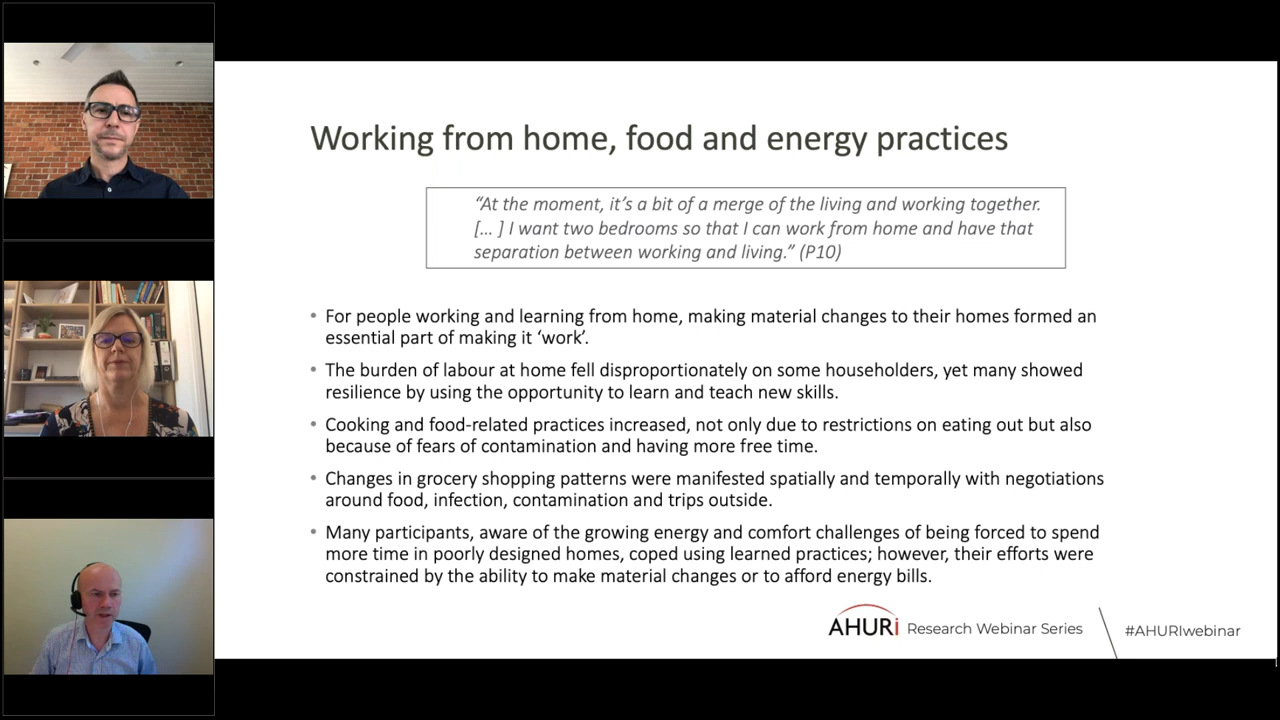 Working from home, food and energy practices
“At the moment, it’s a bit of a merge of the living and working together.
[… ] I want two bedrooms so that I can work from home and have that
separation between working and living.” (P10)
• For people working and learning from home, making material changes to their homes formed an
essential part of making it ‘work’.
• The burden of labour at home fell disproportionately on some householders, yet many showed
resilience by using the opportunity to learn and teach new skills.
• Cooking and food-related practices increased, not only due to restrictions on eating out but also
because of fears of contamination and having more free time.
• Changes in grocery shopping patterns were manifested spatially and temporally with negotiations
around food, infection, contamination and trips outside.
• Many participants, aware of the growing energy and comfort challenges of being forced to spend
more time in poorly designed homes, coped using learned practices; however, their efforts were
constrained by the ability to make material changes or to afford energy bills.
AHURi Research Webinar Series
#AHURIwebinar